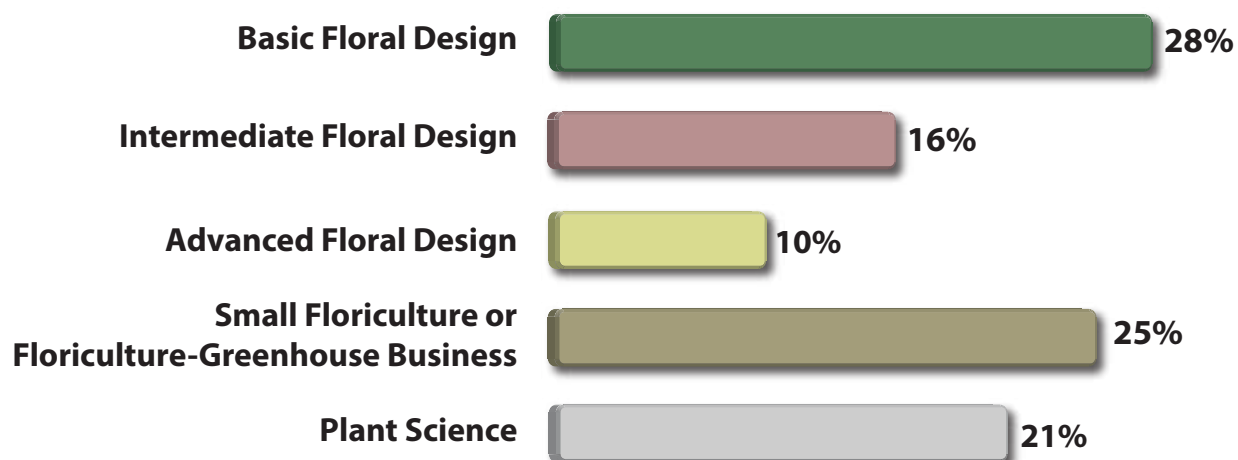 Basic Floral Design 28%
Intermediate Floral Design 16%
Advanced Floral Design 10%
Small Floriculture or
Floriculture-Greenhouse Business 25%
Plant Science 21%